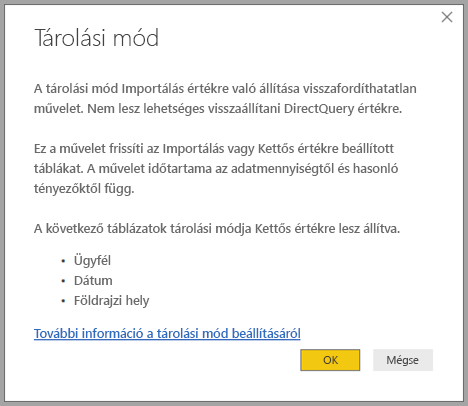 Tárolási mód
A tárolási mód Importálás értékre való állítása visszafordíthatatlan
művelet. Nem lesz lehetséges visszaállítani DirectQuery értékre.
Ez a művelet frissíti az Importálás vagy Kettős értékre beállított
táblákat. A művelet időtartama az adatmennyiségtől és hasonló
tényezőktől függ.
A következő táblázatok tárolási módja Kettős értékre lesz állítva.
• Ügyfél
• Dátum
• Földrajzi hely
További információ a tárolási mód beállításáról
OK Mégse